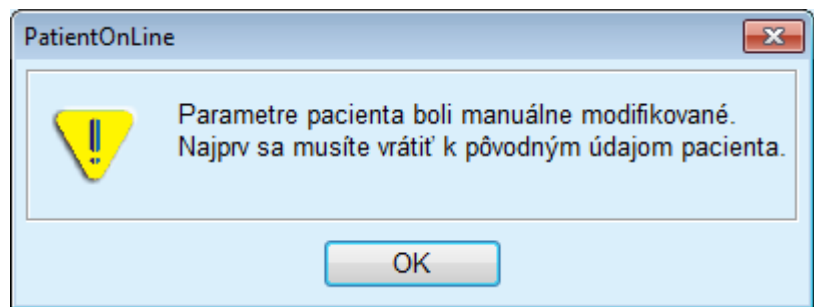 PatientOnLine
Parametre pacienta boli manuálne modifikované.
Najprv sa musíte vrátiť k pôvodným údajom pacienta.
OK